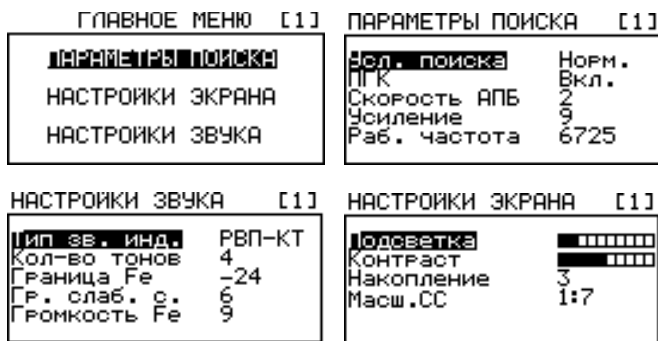 ГЛАВНОЕ МЕНЮ [1]
ПАРАМЕТРЫ ПОИСКА
НАСТРОЙКИ ЭКРАНА
НАСТРОЙКИ ЗВУКА
ПАРАМЕТРЫ ПОИСКА [1]
Усл. поиска Норм.
ПГК Вкл.
Скорость АПБ 2
Усиление 9
Раб. частота 6725
НАСТРОЙКИ ЗВУКА [1]
Тип зв. инд. РВП-КТ
Кол-во тонов 4
Граница Fe -24
Гр. слаб. с. 6
Громкость Fe 9
НАСТРОЙКИ ЭКРАНА [1]
Подсветка
Контраст
Накопление 3
Масш.СС 1:7